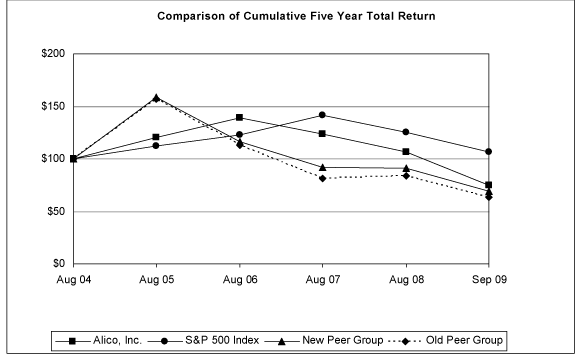 Comparison of Cumulative Five Year Total Return
$200
$150
$100
$50
$0
Aug 04 Aug 05 Aug 06 Aug 07 Aug 08 Sep 09
Alico, Inc. S&P 500 Index New Peer Group Old Peer Group